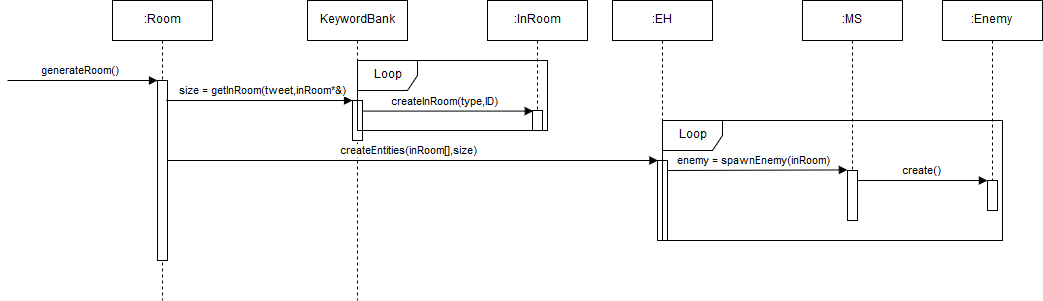 :Room
KeywordBank
:InRoom
:EH
:MS
:Enemy
generateRoom()
Loop
size = getInRoom(tweet,inRoom*&)
createInRoom(type,ID)
Loop
createEntities(inRoom[],size)
enemy = spawnEnemy(inRoom)
create()